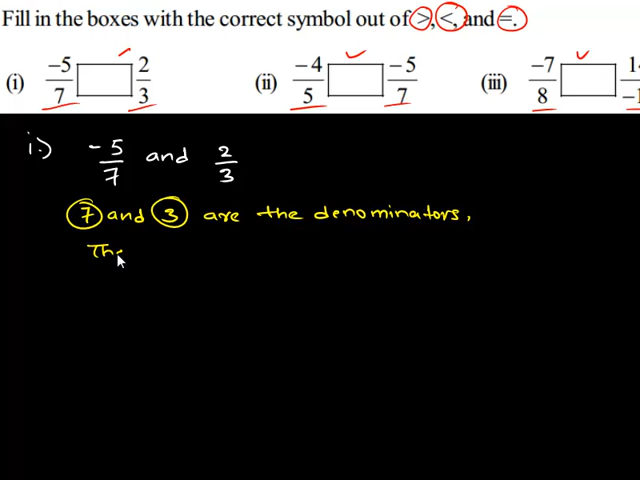 Fill in the boxes with the correct symbol out of >, <, and =.
(i) -5/7 □ 2/3 (ii) -4/5 □ -5/7 (iii) -7/8 □
i.) -5/7 and 2/3
7 and 3 are the denominators,
The